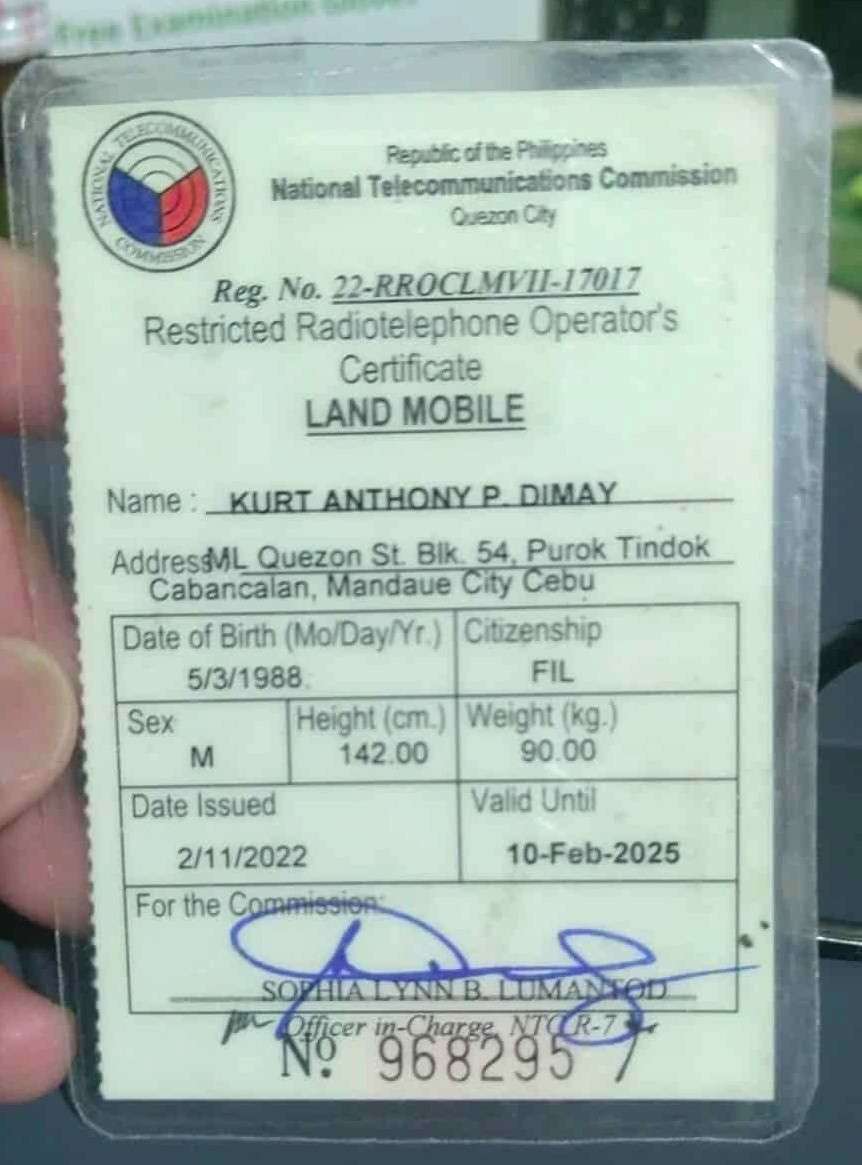 Free Examination
NATIONAL TELECOMMUNICATIONS COMMISSION
Republic of the Philippines
National Telecommunications Commission
Quezon City
Reg. No. 22-RROCLMVII-17017
Restricted Radiotelephone Operator's
Certificate
LAND MOBILE
Name : KURT ANTHONY P. DIMAY
Address ML Quezon St. Blk. 54, Purok Tindok
Cabancalan, Mandaue City Cebu
Date of Birth (Mo/Day/Yr.) Citizenship
5/3/1988 FIL
Sex Height (cm.) Weight (kg.)
M 142.00 90.00
Date Issued Valid Until
2/11/2022 10-Feb-2025
For the Commission:
SOPHIA LYNN B. LUMANTOD
Officer in-Charge, NTC R-7
Nº 968295